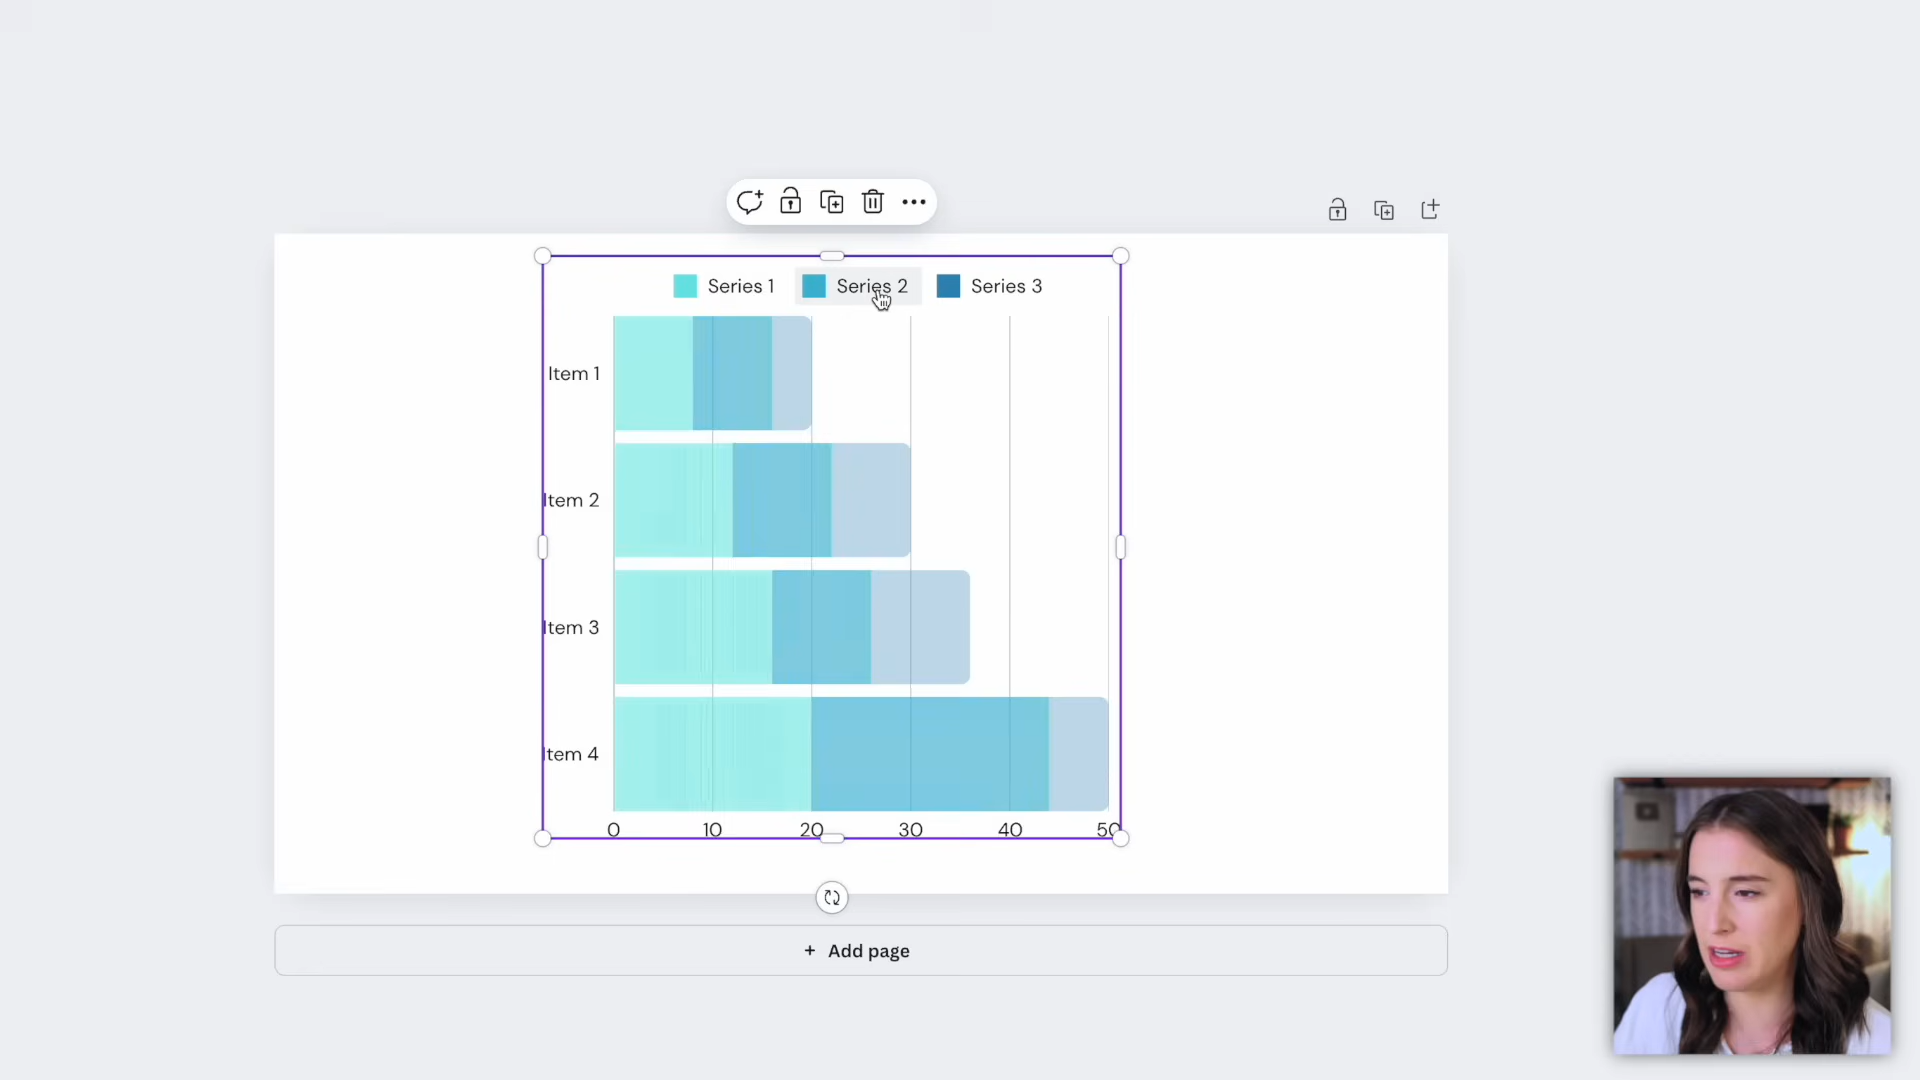 Series 1 Series 2 Series 3
Item 1
Item 2
Item 3
Item 4
0 10 20 30 40 50
+ Add page